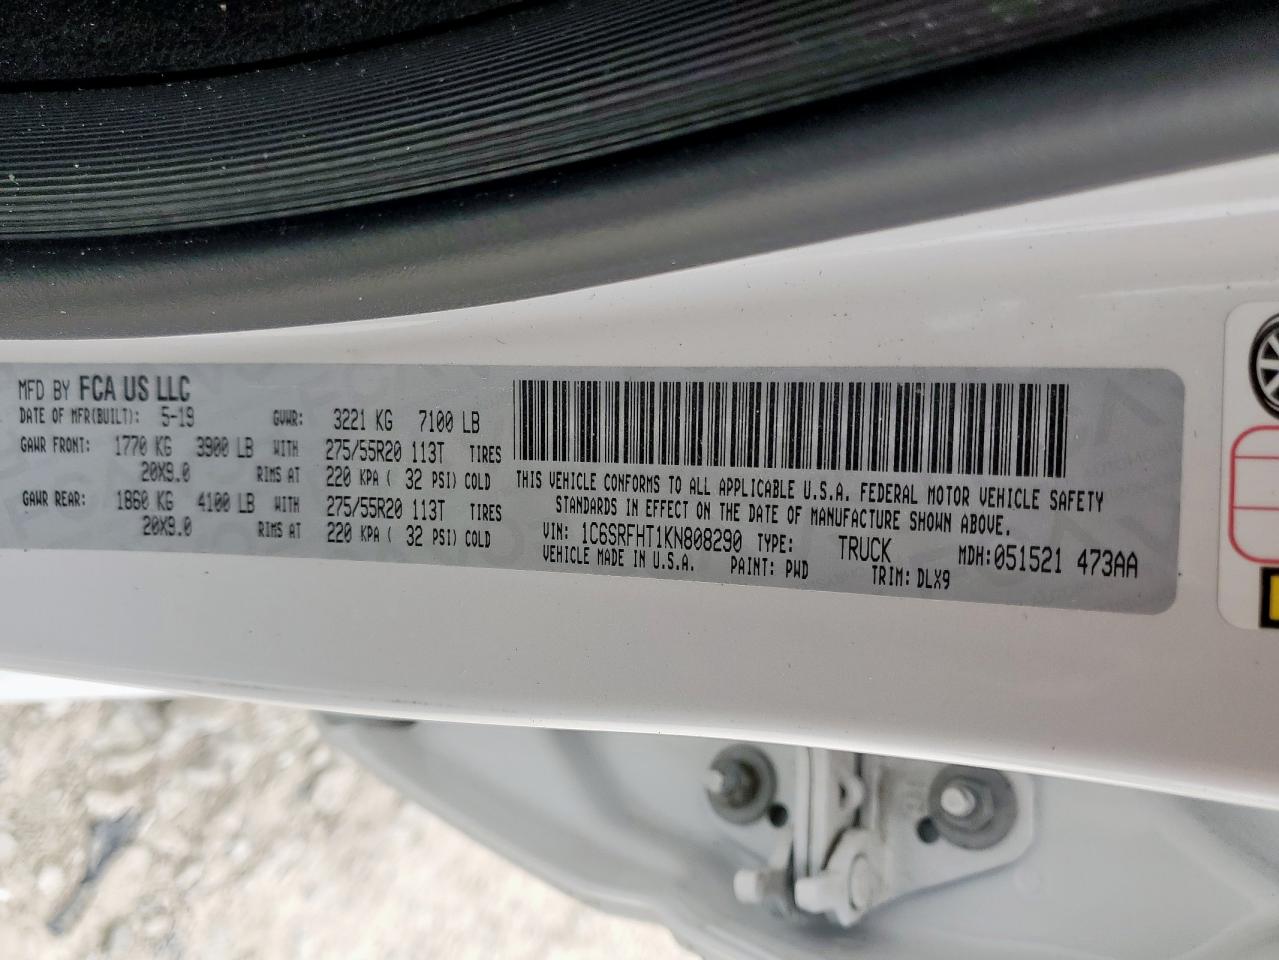 MFD BY FCA US LLC
DATE OF MFR(BUILT): 5-19 GVWR: 3221 KG 7100 LB
GAWR FRONT: 1770 KG 3900 LB WITH 275/55R20 113T TIRES
20X9.0 RIMS AT 220 KPA ( 32 PSI) COLD
GAWR REAR: 1860 KG 4100 LB WITH 275/55R20 113T TIRES
20X9.0 RIMS AT 220 KPA ( 32 PSI) COLD
THIS VEHICLE CONFORMS TO ALL APPLICABLE U.S.A. FEDERAL MOTOR VEHICLE SAFETY
STANDARDS IN EFFECT ON THE DATE OF MANUFACTURE SHOWN ABOVE.
VIN: 1C6SRFHT1KN808290 TYPE: TRUCK MDH:051521 473AA
VEHICLE MADE IN U.S.A. PAINT: PWD TRIM: DLX9